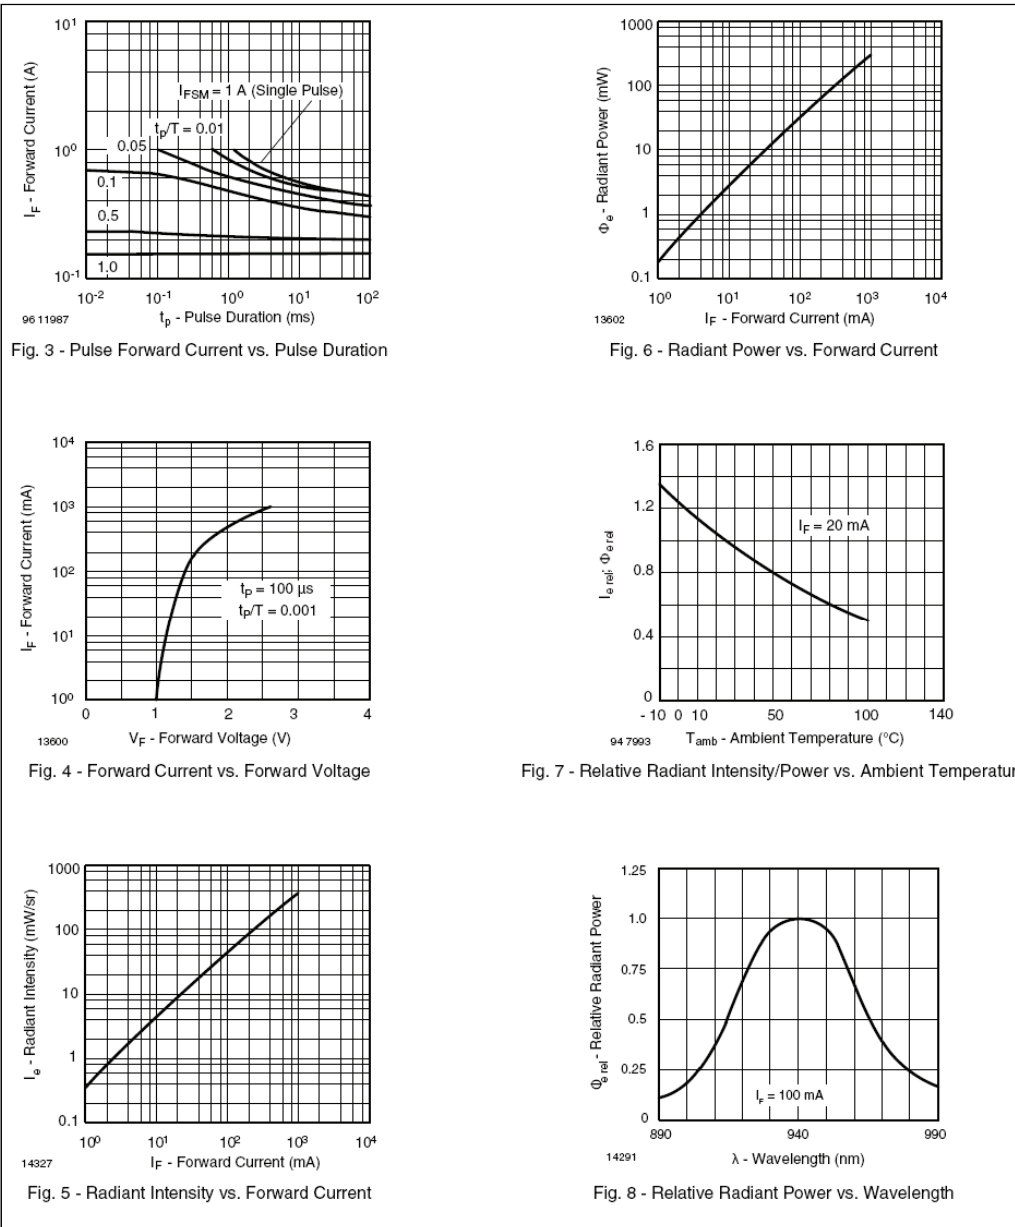 10¹
10⁰
10⁻¹
I_F - Forward Current (A)
I_FSM = 1 A (Single Pulse)
t_p/T = 0.01
0.05
0.1
0.5
1.0
10⁻² 10⁻¹ 10⁰ 10¹ 10²
96 11987
t_p - Pulse Duration (ms)
Fig. 3 - Pulse Forward Current vs. Pulse Duration
1000
100
10
1
0.1
Φ_e - Radiant Power (mW)
10⁰ 10¹ 10² 10³ 10⁴
13602
I_F - Forward Current (mA)
Fig. 6 - Radiant Power vs. Forward Current
10⁴
10³
10²
10¹
10⁰
I_F - Forward Current (mA)
t_P = 100 µs
t_P/T = 0.001
0 1 2 3 4
13600
V_F - Forward Voltage (V)
Fig. 4 - Forward Current vs. Forward Voltage
1.6
1.2
0.8
0.4
0
I_e rel; Φ_e rel
I_F = 20 mA
- 10 0 10 50 100 140
94 7993
T_amb - Ambient Temperature (°C)
Fig. 7 - Relative Radiant Intensity/Power vs. Ambient Temperatur
1000
100
10
1
0.1
I_e - Radiant Intensity (mW/sr)
10⁰ 10¹ 10² 10³ 10⁴
14327
I_F - Forward Current (mA)
Fig. 5 - Radiant Intensity vs. Forward Current
1.25
1.0
0.75
0.5
0.25
0
Φ_e rel - Relative Radiant Power
I_F = 100 mA
890 940 990
14291
λ - Wavelength (nm)
Fig. 8 - Relative Radiant Power vs. Wavelength